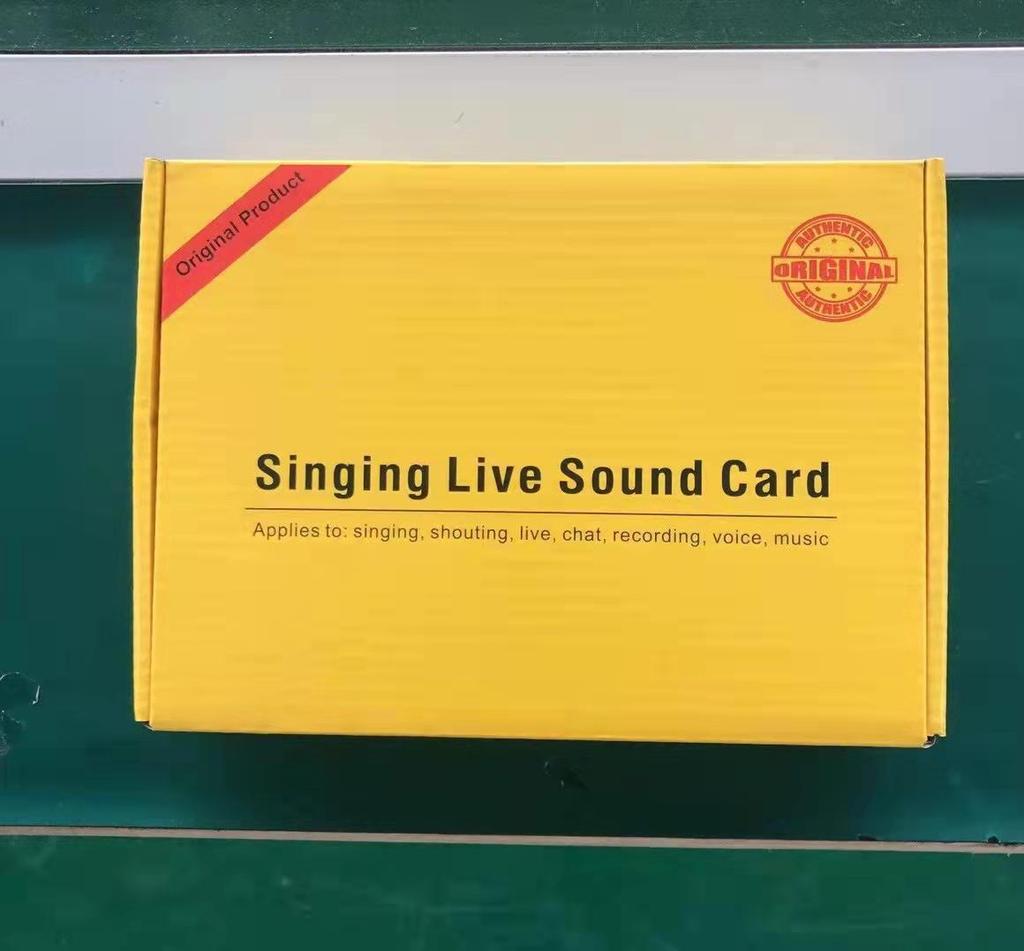 Original Product
AUTHENTIC
ORIGINAL
AUTHENTIC
Singing Live Sound Card
Applies to: singing, shouting, live, chat, recording, voice, music